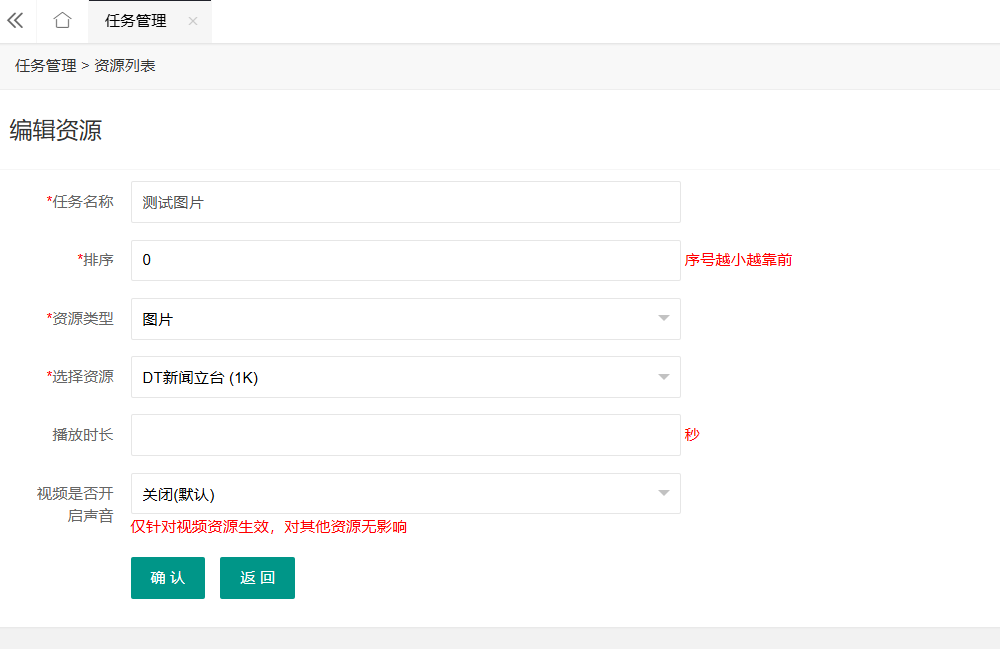 任务管理
任务管理 > 资源列表
编辑资源
*任务名称 测试图片
*排序 0 序号越小越靠前
*资源类型 图片
*选择资源 DT新闻立台 (1K)
播放时长 秒
视频是否开启声音 关闭(默认)
仅针对视频资源生效，对其他资源无影响
确 认 返 回